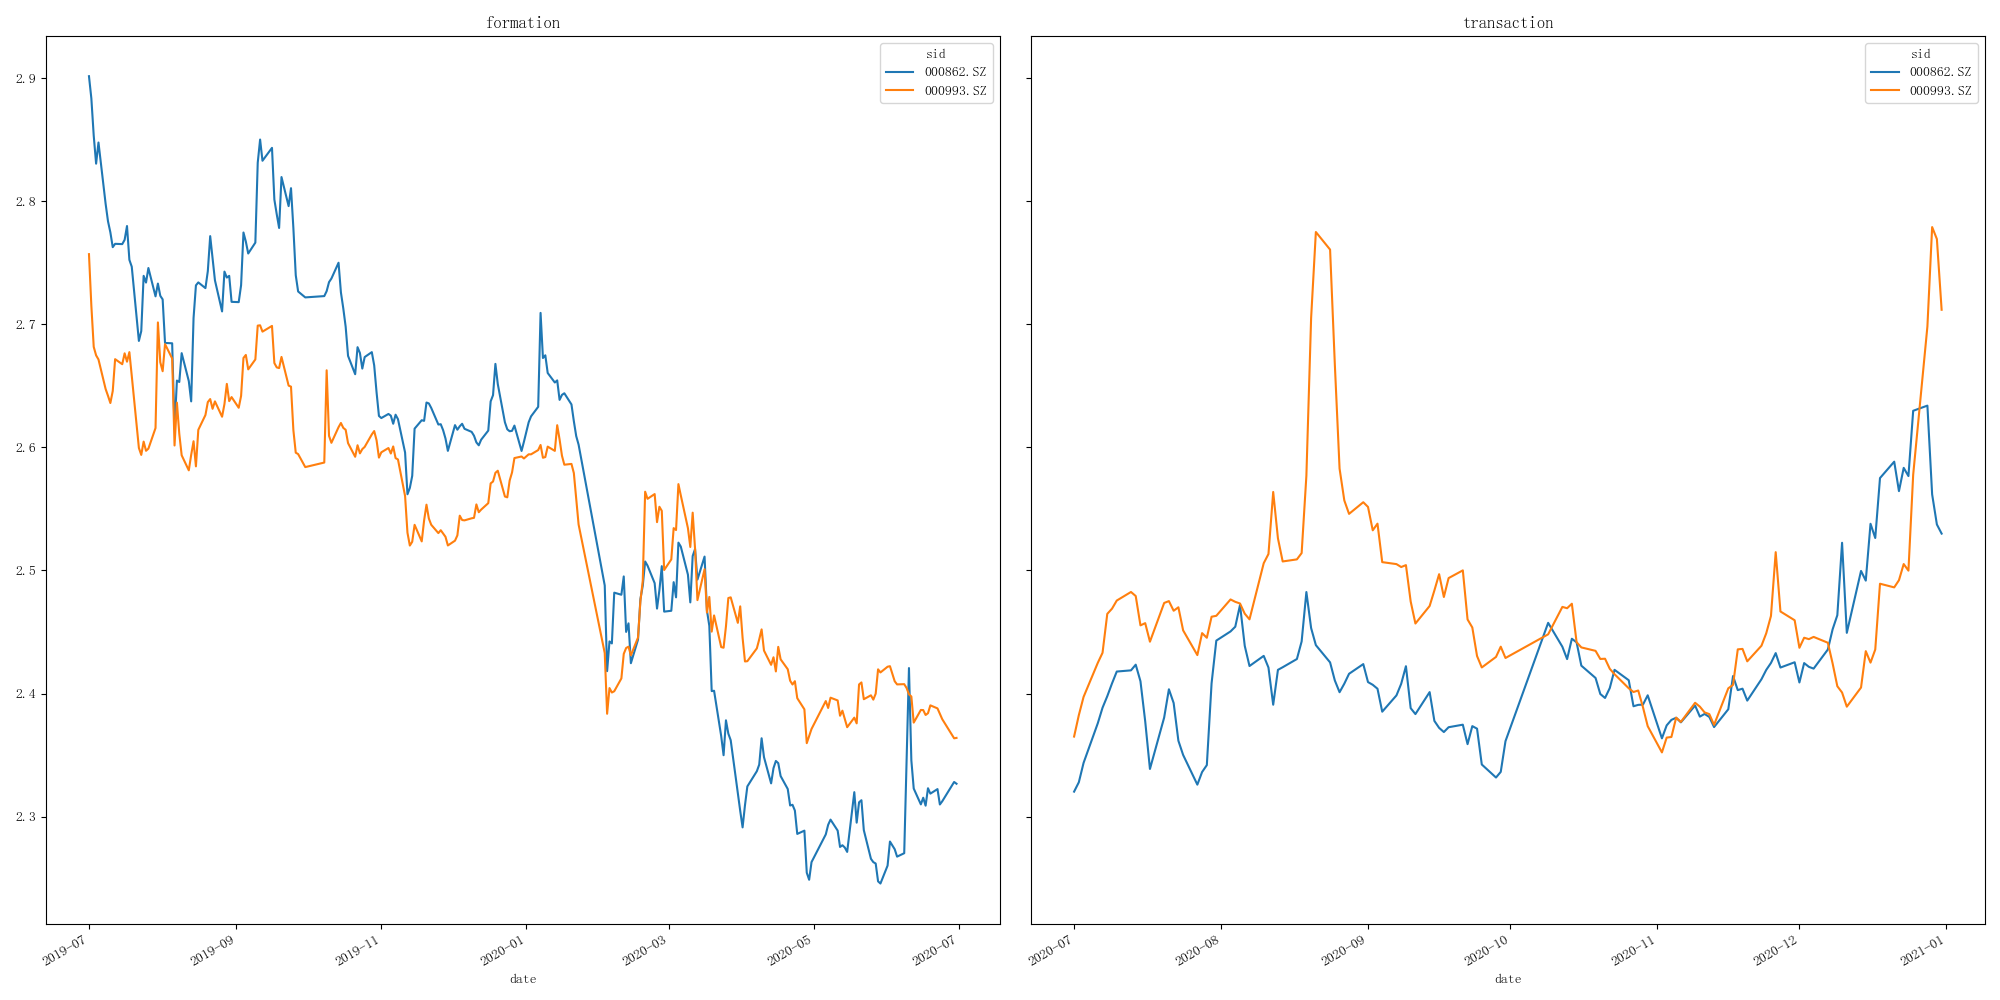 formation
sid
000862.SZ
000993.SZ
2.9
2.8
2.7
2.6
2.5
2.4
2.3
2019-07
2019-09
2019-11
2020-01
2020-03
2020-05
2020-07
date
transaction
sid
000862.SZ
000993.SZ
2020-07
2020-08
2020-09
2020-10
2020-11
2020-12
2021-01
date